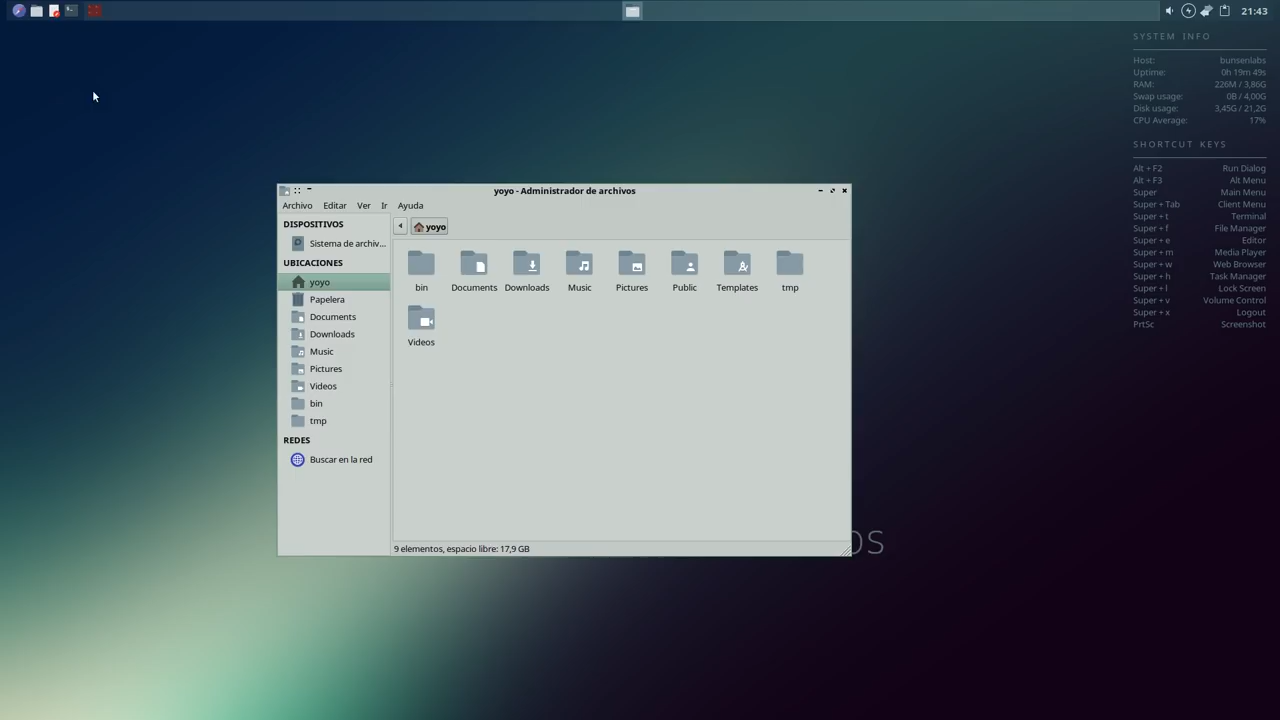 21:43
SYSTEM INFO
Host: bunsenlabs
Uptime: 0h 19m 49s
RAM: 226M / 3,86G
Swap usage: 0B / 4,00G
Disk usage: 3,45G / 21,2G
CPU Average: 17%
SHORTCUT KEYS
Alt + F2 Run Dialog
Alt + F3 Alt Menu
Super Main Menu
Super + Tab Client Menu
Super + t Terminal
Super + f File Manager
Super + e Editor
Super + m Media Player
Super + w Web Browser
Super + h Task Manager
Super + l Lock Screen
Super + v Volume Control
Super + x Logout
PrtSc Screenshot
yoyo - Administrador de archivos
Archivo Editar Ver Ir Ayuda
DISPOSITIVOS
Sistema de archiv...
UBICACIONES
yoyo
Papelera
Documents
Downloads
Music
Pictures
Videos
bin
tmp
REDES
Buscar en la red
yoyo
bin Documents Downloads Music Pictures Public Templates tmp
Videos
9 elementos, espacio libre: 17,9 GB